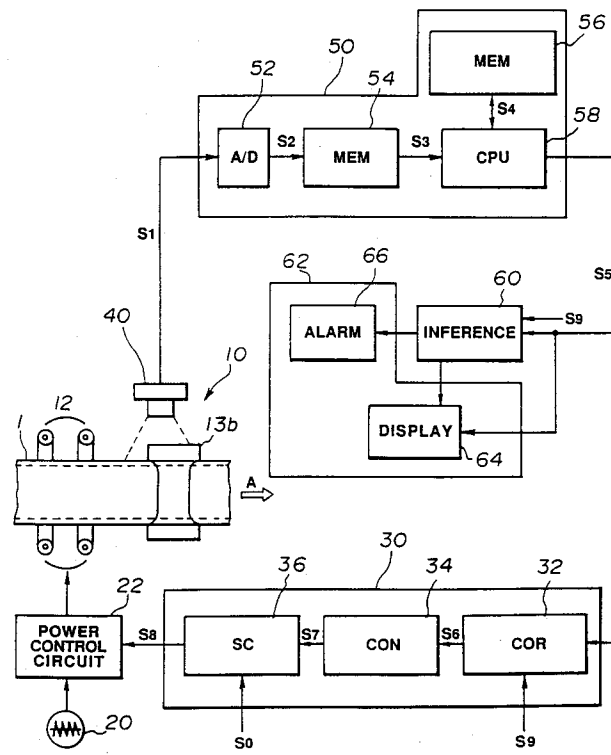 56
50
52
54
MEM
58
S4
A/D
S2
MEM
S3
CPU
S1
66
62
60
S5
S9
ALARM
INFERENCE
40
10
12
13b
1
DISPLAY
64
A
30
22
36
34
32
POWER
CONTROL
CIRCUIT
S8
SC
S7
CON
S6
COR
20
S0
S9